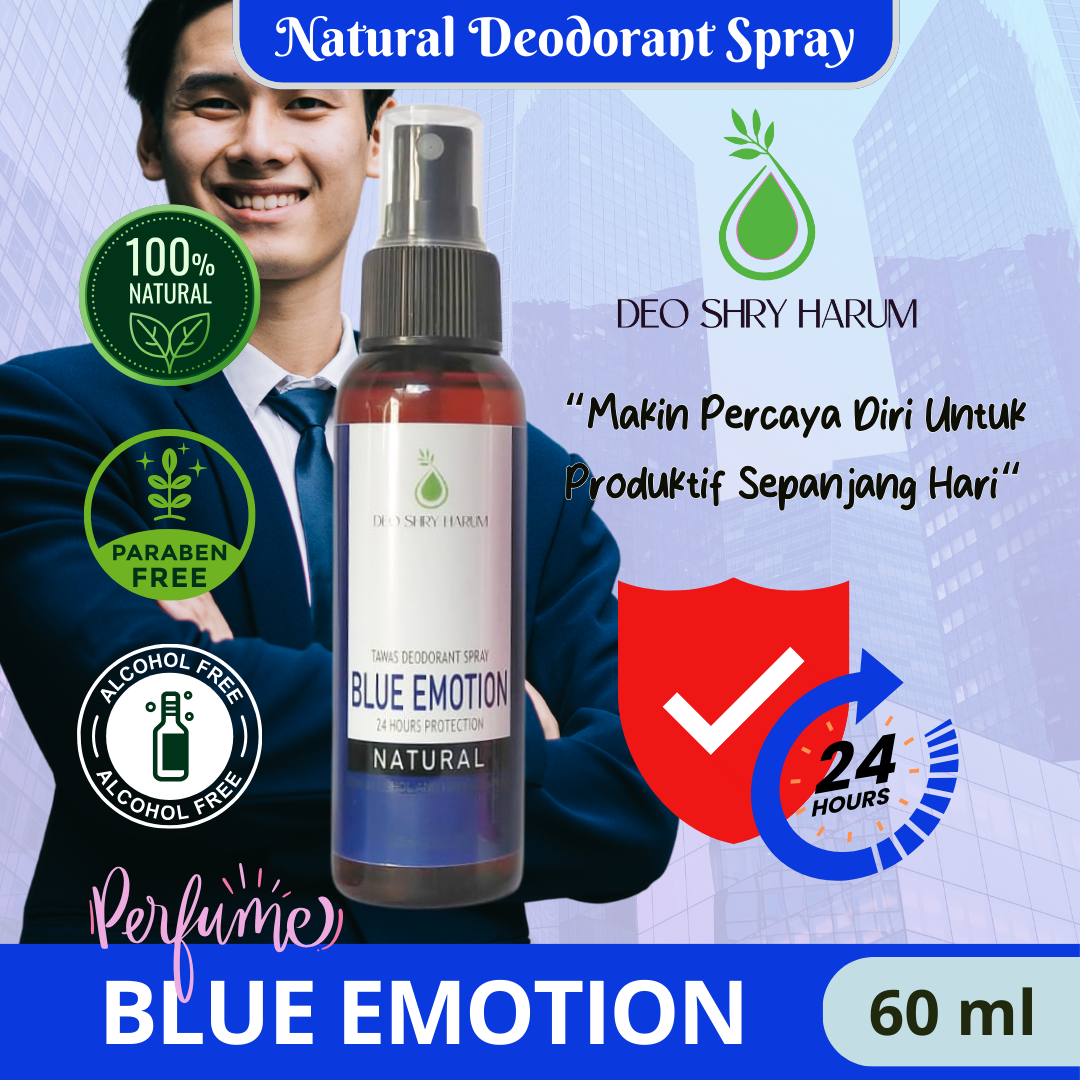 Natural Deodorant Spray
100%
NATURAL
DEO SHRY HARUM
"Makin Percaya Diri Untuk
Produktif Sepanjang Hari"
PARABEN
FREE
DEO SHRY HARUM
TAWAS DEODORANT SPRAY
BLUE EMOTION
24 HOURS PROTECTION
NATURAL
ALCOHOL FREE
ALCOHOL FREE
24
HOURS
Perfume
BLUE EMOTION
60 ml